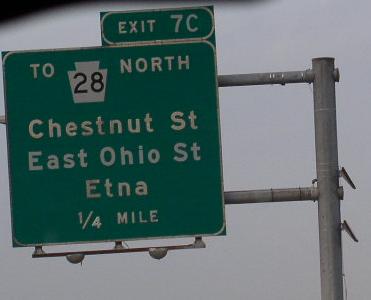 EXIT 7C
TO 28 NORTH
Chestnut St
East Ohio St
Etna
1/4 MILE